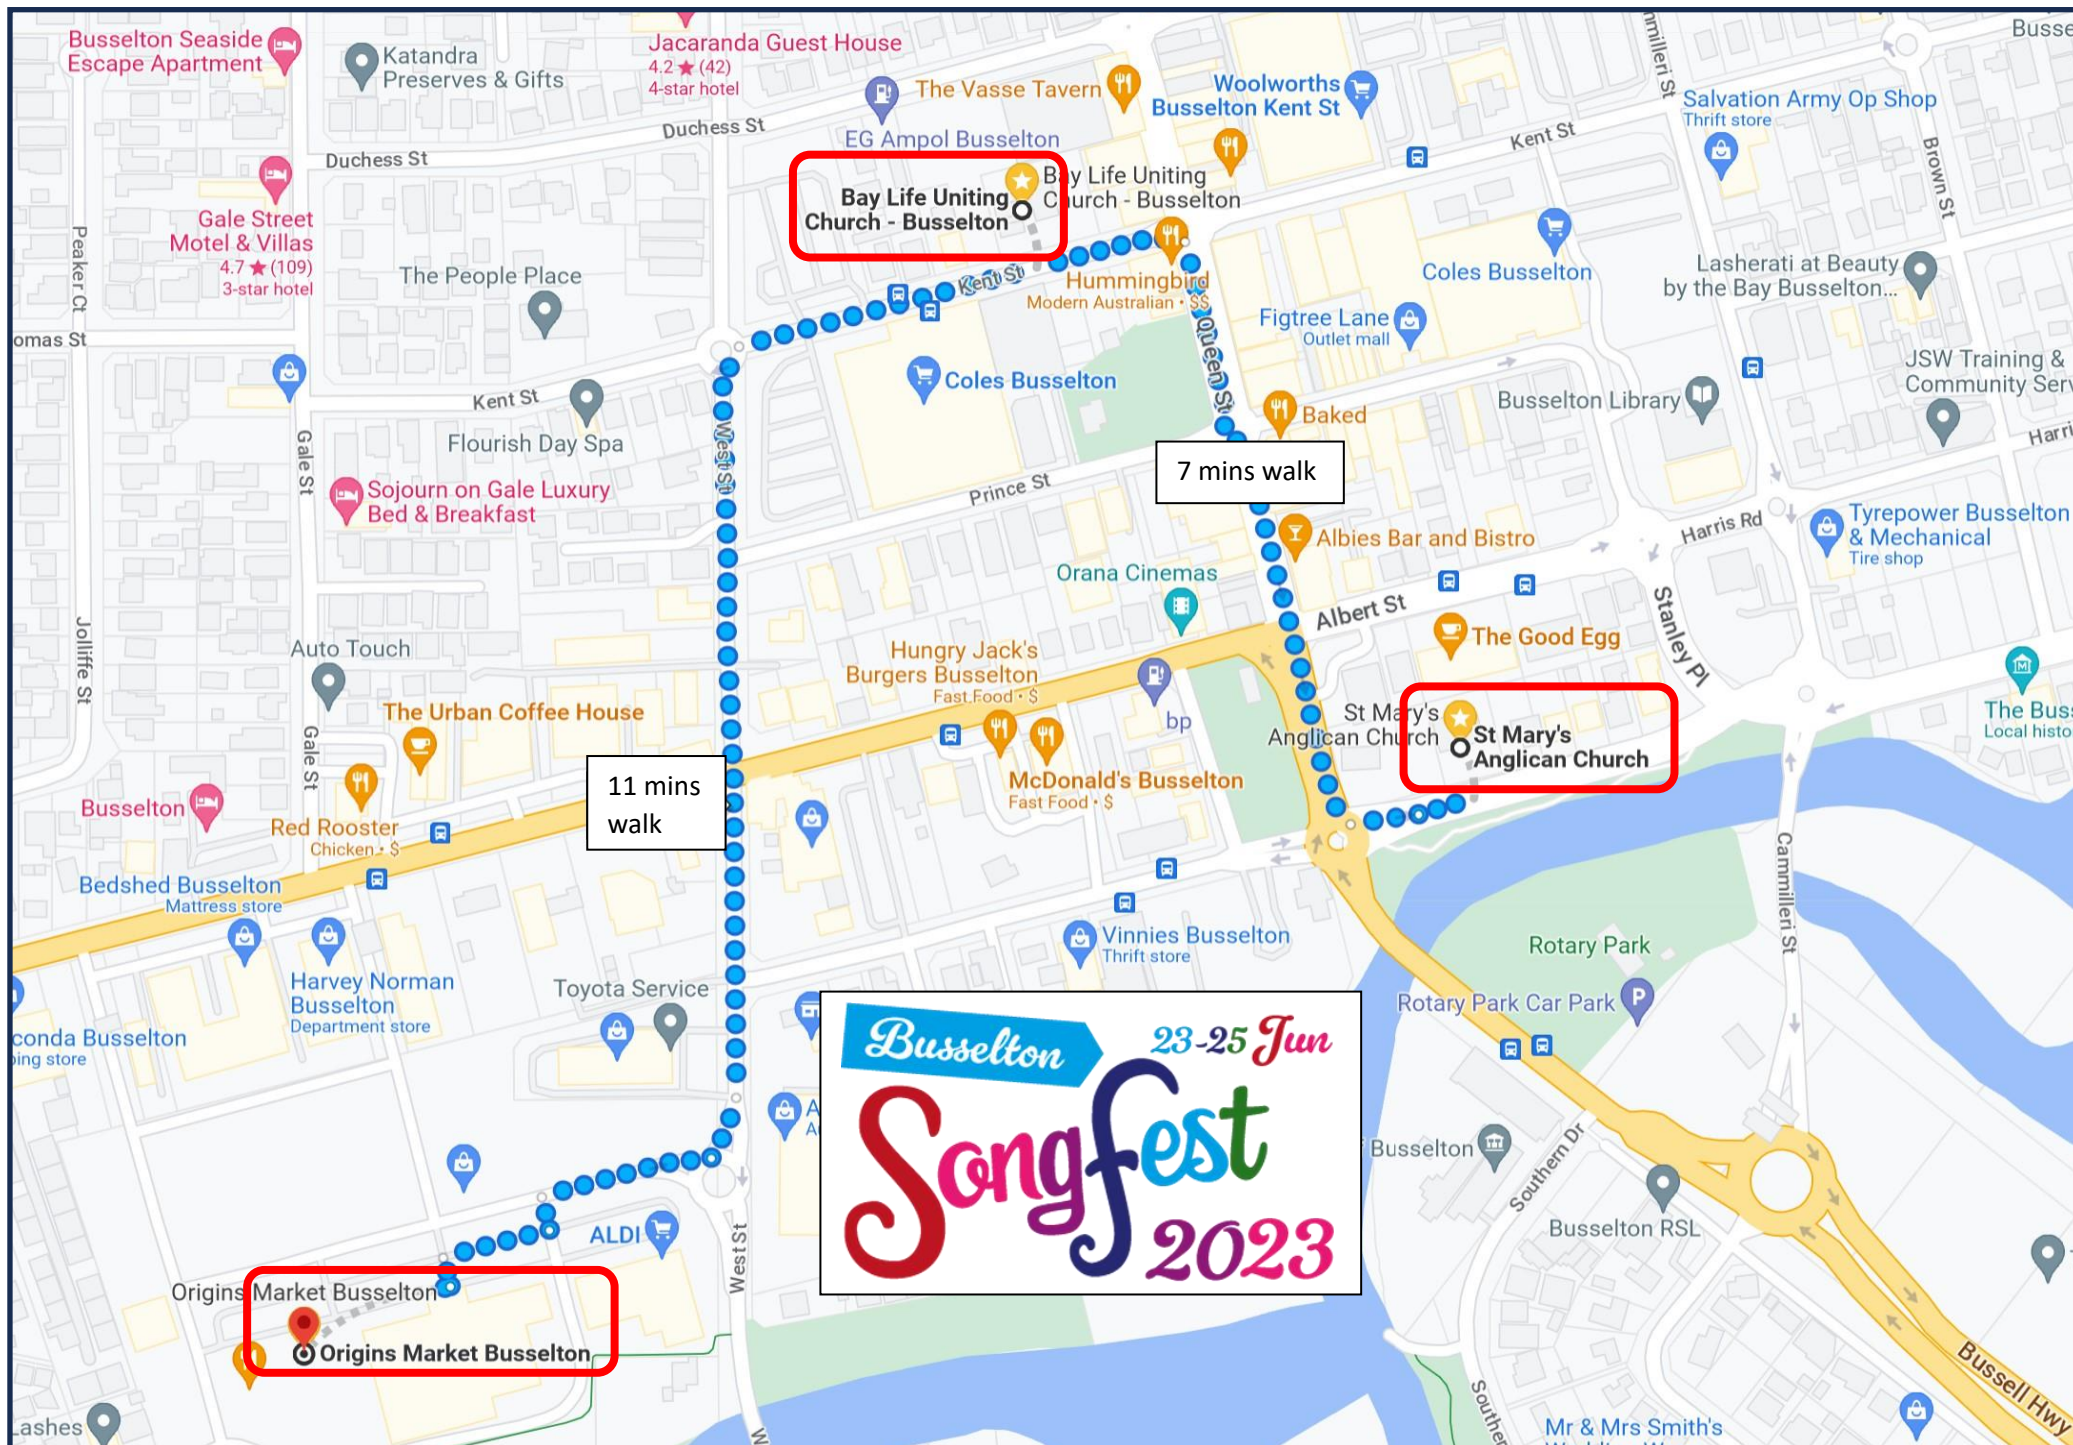 Busselton Seaside
Escape Apartment
Katandra
Preserves & Gifts
Jacaranda Guest House
4.2 ★ (42)
4-star hotel
The Vasse Tavern
Woolworths
Busselton Kent St
Salvation Army Op Shop
Thrift store
Duchess St
Duchess St
EG Ampol Busselton
Kent St
Brown St
Gale Street
Motel & Villas
4.7 ★ (109)
3-star hotel
Peaker Ct
Bay Life Uniting
Church - Busselton
Bay Life Uniting
Church - Busselton
The People Place
Kent St
Hummingbird
Modern Australian · $$
Coles Busselton
Lasherati at Beauty
by the Bay Busselton...
Figtree Lane
Outlet mall
Queen St
omas St
JSW Training &
Coles Busselton
Kent St
Busselton Library
Baked
Flourish Day Spa
Gale St
West St
7 mins walk
Prince St
Sojourn on Gale Luxury
Bed & Breakfast
Harris Rd
Tyrepower Busselton
& Mechanical
Tire shop
Albies Bar and Bistro
Orana Cinemas
Albert St
Stanley Pl
The Good Egg
Jolliffe St
Auto Touch
Hungry Jack's
Burgers Busselton
Fast Food · $
bp
The Urban Coffee House
St Mary's
Anglican Church
St Mary's
Anglican Church
Gale St
11 mins
walk
McDonald's Busselton
Fast Food · $
Busselton
Red Rooster
Chicken · $
Cammilleri St
Bedshed Busselton
Mattress store
Vinnies Busselton
Thrift store
Rotary Park
Harvey Norman
Busselton
Department store
Toyota Service
Rotary Park Car Park
conda Busselton
Busselton
23-25 Jun
Songfest
2023
Busselton
Southern Dr
Busselton RSL
ALDI
West St
Origins Market Busselton
Origins Market Busselton
Bussell Hwy
Lashes
Mr & Mrs Smith's